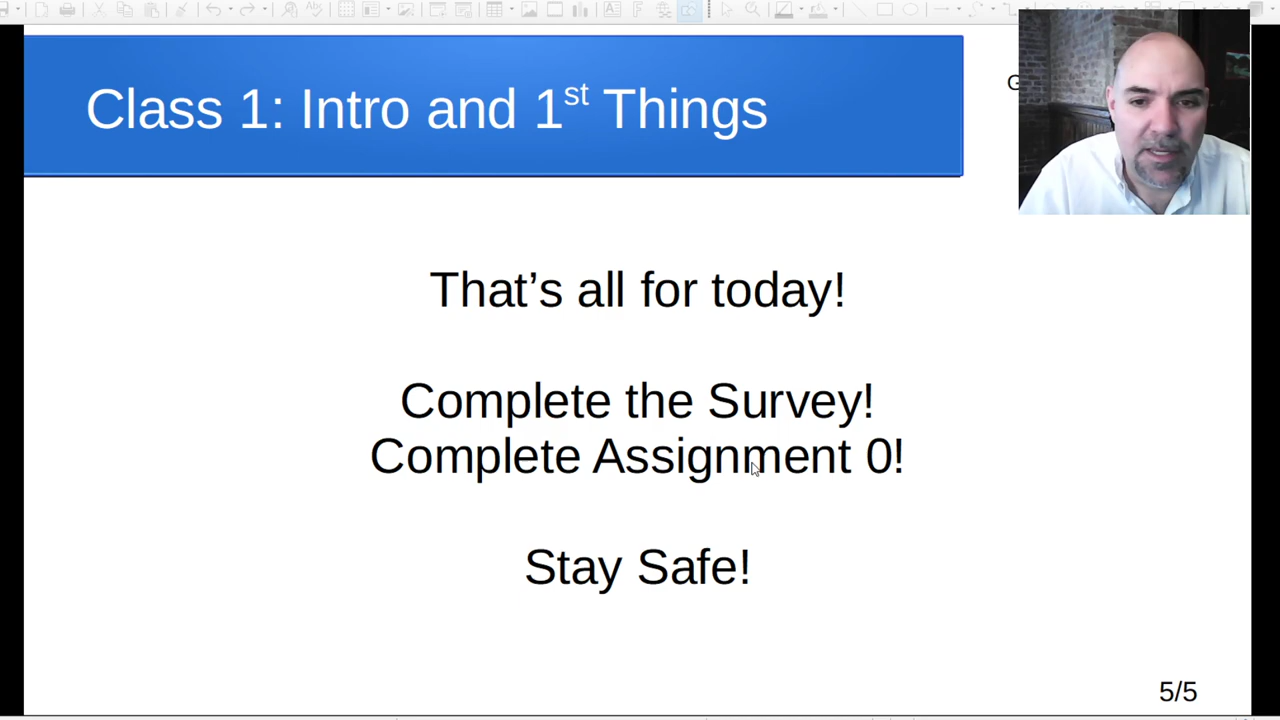 Class 1: Intro and 1st Things
G
That’s all for today!
Complete the Survey!
Complete Assignment 0!
Stay Safe!
5/5